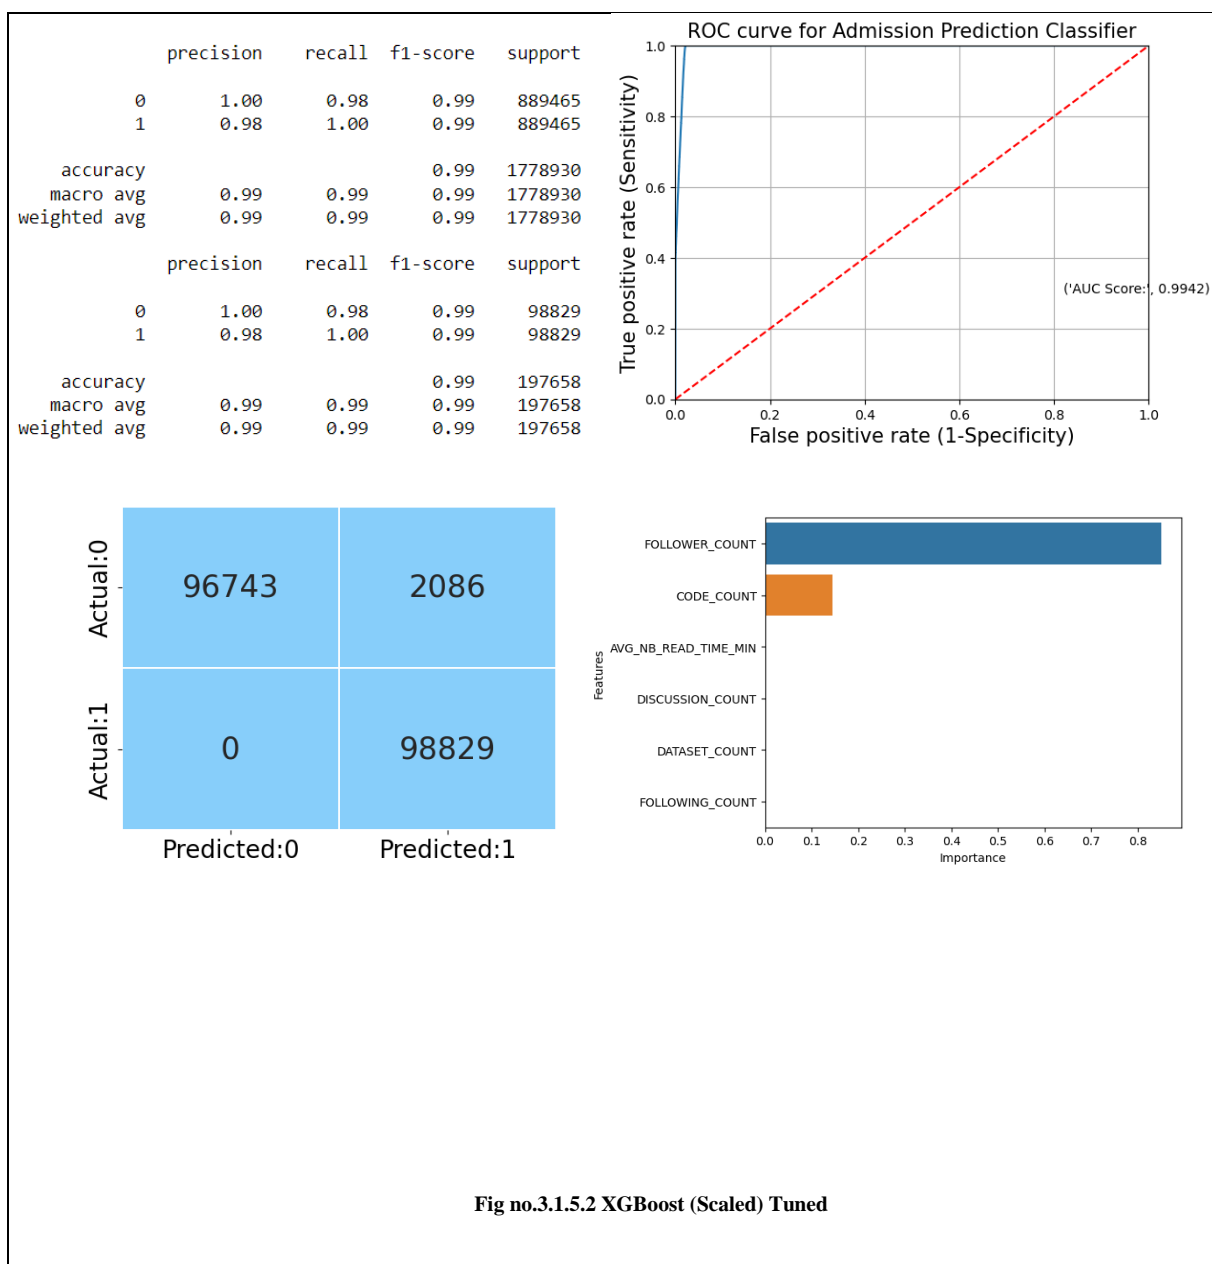 precision recall f1-score support
0 1.00 0.98 0.99 889465
1 0.98 1.00 0.99 889465
accuracy 0.99 1778930
macro avg 0.99 0.99 0.99 1778930
weighted avg 0.99 0.99 0.99 1778930
precision recall f1-score support
0 1.00 0.98 0.99 98829
1 0.98 1.00 0.99 98829
accuracy 0.99 197658
macro avg 0.99 0.99 0.99 197658
weighted avg 0.99 0.99 0.99 197658
ROC curve for Admission Prediction Classifier
True positive rate (Sensitivity)
1.0
0.8
0.6
0.4
0.2
0.0
('AUC Score:', 0.9942)
0.0 0.2 0.4 0.6 0.8 1.0
False positive rate (1-Specificity)
Actual:0
96743 2086
Actual:1
0 98829
Predicted:0 Predicted:1
Features
FOLLOWER_COUNT
CODE_COUNT
AVG_NB_READ_TIME_MIN
DISCUSSION_COUNT
DATASET_COUNT
FOLLOWING_COUNT
0.0 0.1 0.2 0.3 0.4 0.5 0.6 0.7 0.8
Importance
Fig no.3.1.5.2 XGBoost (Scaled) Tuned